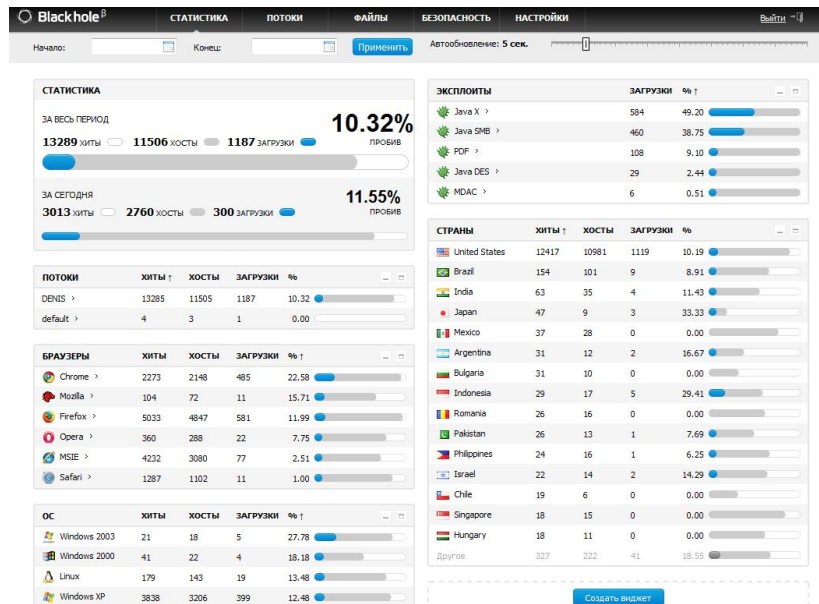 Blackhole β СТАТИСТИКА ПОТОКИ ФАЙЛЫ БЕЗОПАСНОСТЬ НАСТРОЙКИ Выйти
Начало: Конец: Применить Автообновление: 5 сек.
СТАТИСТИКА
ЗА ВЕСЬ ПЕРИОД
10.32%
13289 ХИТЫ 11506 ХОСТЫ 1187 ЗАГРУЗКИ ПРОБИВ
ЗА СЕГОДНЯ
11.55%
3013 ХИТЫ 2760 ХОСТЫ 300 ЗАГРУЗКИ ПРОБИВ
ПОТОКИ ХИТЫ ↑ ХОСТЫ ЗАГРУЗКИ %
DENIS > 13285 11505 1187 10.32
default > 4 3 1 0.00
БРАУЗЕРЫ ХИТЫ ХОСТЫ ЗАГРУЗКИ % ↑
Chrome > 2273 2148 485 22.58
Mozilla > 104 72 11 15.71
Firefox > 5033 4847 581 11.99
Opera > 360 288 22 7.75
MSIE > 4232 3080 77 2.51
Safari > 1287 1102 11 1.00
ОС ХИТЫ ХОСТЫ ЗАГРУЗКИ % ↑
Windows 2003 21 18 5 27.78
Windows 2000 41 22 4 18.18
Linux 179 143 19 13.48
Windows XP 3838 3206 399 12.48
ЭКСПЛОИТЫ ЗАГРУЗКИ % ↑
Java X > 584 49.20
Java SMB > 460 38.75
PDF > 108 9.10
Java DES > 29 2.44
MDAC > 6 0.51
СТРАНЫ ХИТЫ ↑ ХОСТЫ ЗАГРУЗКИ %
United States 12417 10981 1119 10.19
Brazil 154 101 9 8.91
India 63 35 4 11.43
Japan 47 9 3 33.33
Mexico 37 28 0 0.00
Argentina 31 12 2 16.67
Bulgaria 31 10 0 0.00
Indonesia 29 17 5 29.41
Romania 26 16 0 0.00
Pakistan 26 13 1 7.69
Philippines 24 16 1 6.25
Israel 22 14 2 14.29
Chile 19 6 0 0.00
Singapore 18 15 0 0.00
Hungary 18 11 0 0.00
Другое 327 222 41 18.55
Создать виджет